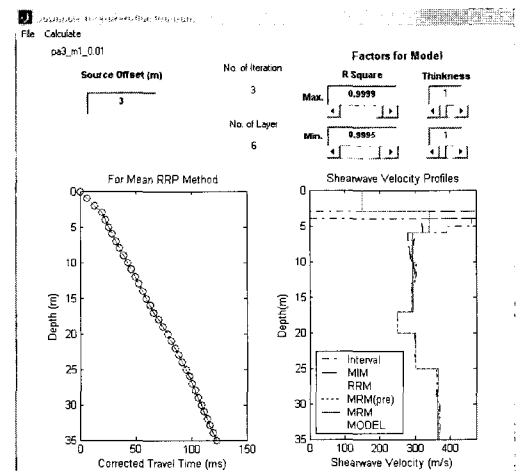 File Calculate
pa3_m1_0.01
Source Offset (m)
3
No. of Iteration
3
No. of Layer
6
Factors for Model
R Square Thinkness
Max. 0.9999 1
Min. 0.9995 1
For Mean RRP Method
0
5
10
15
20
25
30
35
Depth (m)
0 50 100 150
Corrected Travel Time (ms)
Shearwave Velocity Profiles
0
5
10
15
20
25
30
35
Depth(m)
Interval
MIM
RRM
MRM(pre)
MRM
MODEL
0 100 200 300 400
Shearwave Velocity (m/s)